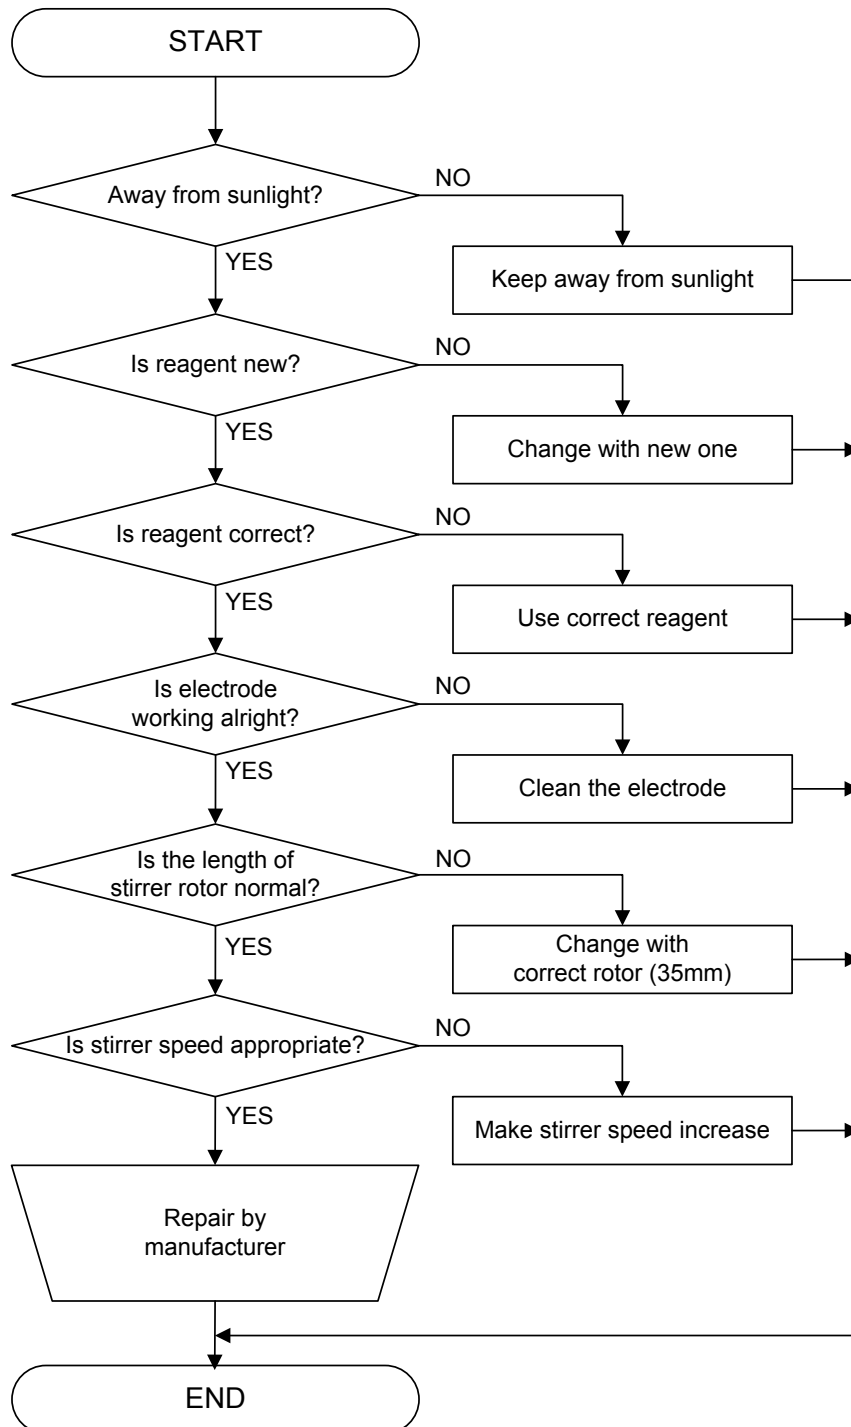 START
Away from sunlight?
NO
YES
Keep away from sunlight
Is reagent new?
NO
YES
Change with new one
Is reagent correct?
NO
YES
Use correct reagent
Is electrode
working alright?
NO
YES
Clean the electrode
Is the length of
stirrer rotor normal?
NO
YES
Change with
correct rotor (35mm)
Is stirrer speed appropriate?
NO
YES
Make stirrer speed increase
Repair by
manufacturer
END